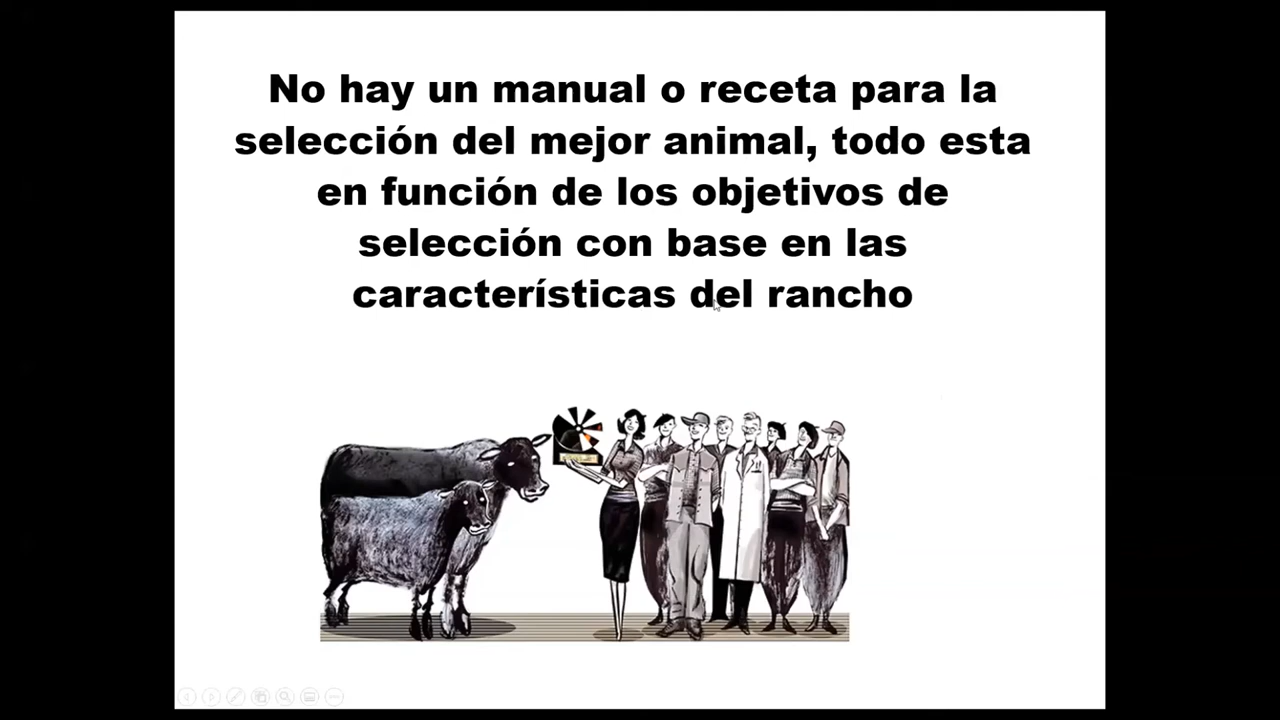 No hay un manual o receta para la
selección del mejor animal, todo esta
en función de los objetivos de
selección con base en las
características del rancho